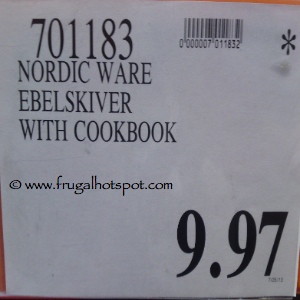 701183
0000007011832
NORDIC WARE
*
EBELSKIVER
WITH COOKBOOK
© www.frugalhotspot.com
9.97